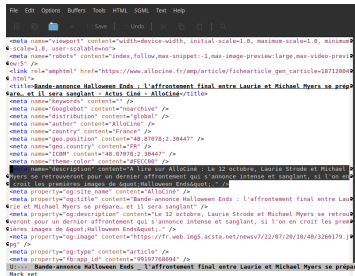 File Edit Options Buffers Tools HTML SGML Text Help
Save Undo
<meta name="viewport" content="width=device-width, initial-scale=1.0, maximum-scale=1.0, minimum
-scale=1.0, user-scalable=no">
<meta name="robots" content="index,follow,max-snippet:-1,max-image-preview:large,max-video-previ
ew:5" />
<link rel="amphtml" href="https://www.allocine.fr/amp/article/fichearticle_gen_carticle=18712004
0.html">
<title>Bande-annonce Halloween Ends : l'affrontement final entre Laurie et Michael Myers se prép
are… et il sera sanglant - Actus Ciné - AlloCiné</title>
<meta name="keywords" content="" />
<meta name="Googlebot" content="noarchive" />
<meta name="distribution" content="global" />
<meta name="author" content="AlloCine" />
<meta name="country" content="France" />
<meta name="geo.position" content="48.87078;2.30447" />
<meta name="geo.country" content="FR" />
<meta name="ICBM" content="48.87078;2.30447" />
<meta name="theme-color" content="#FECC00" />
<meta name="description" content="A lire sur AlloCiné : Le 12 octobre, Laurie Strode et Michael
Myers se retrouveront pour un dernier affrontement qui s'annonce intense et sanglant, si l'on en
croit les premières images de &quot;Halloween Ends&quot;." />
<meta property="og:site_name" content="AlloCiné" />
<meta property="og:title" content="Bande-annonce Halloween Ends : l'affrontement final entre Lau
rie et Michael Myers se prépare… et il sera sanglant" />
<meta property="og:description" content="Le 12 octobre, Laurie Strode et Michael Myers se retrou
veront pour un dernier affrontement qui s'annonce intense et sanglant, si l'on en croit les prem
ières images de &quot;Halloween Ends&quot;." />
<meta property="og:image" content="https://fr.web.img5.acsta.net/newsv7/22/07/20/10/40/3260179.j
pg" />
<meta property="og:type" content="article" />
<meta property="fb:app_id" content="99197768694" />
Bande-annonce Halloween Ends _ l'affrontement final entre Laurie et Michael Myers se
Mark set